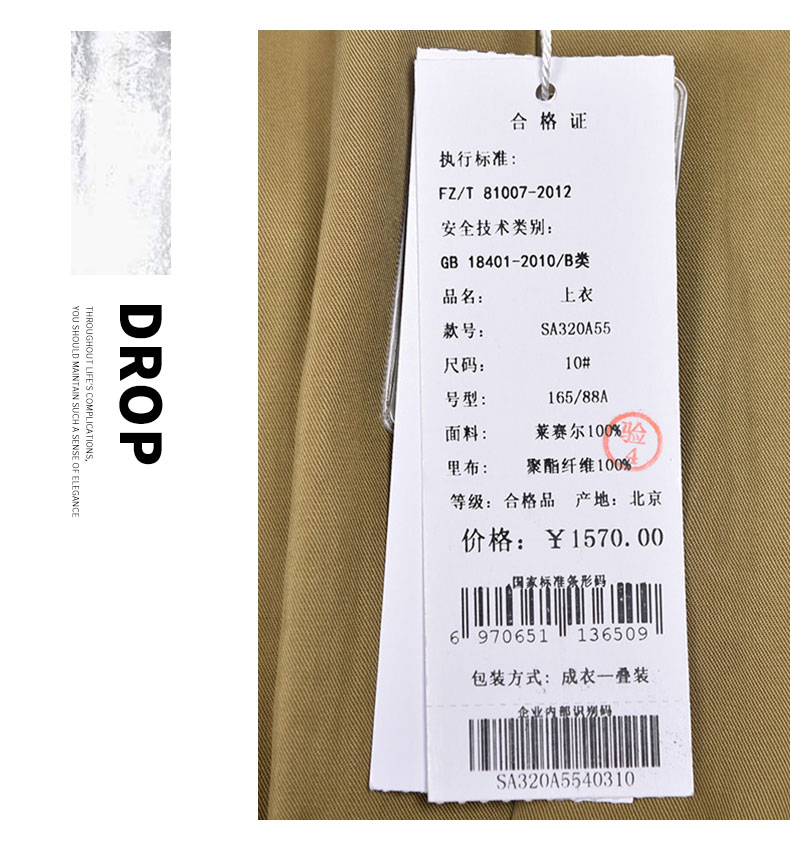 DROP
THROUGHOUT LIFE'S COMPLICATIONS,
YOU SHOULD MAINTAIN SUCH A SENSE OF ELEGANCE
合格证
执行标准:
FZ/T 81007-2012
安全技术类别:
GB 18401-2010/B类
品名: 上衣
款号: SA320A55
尺码: 10#
号型: 165/88A
面料: 莱赛尔100%
里布: 聚酯纤维100%
验
4
等级: 合格品 产地: 北京
价格: ¥1570.00
国家标准条形码
6 970651 136509
包装方式: 成衣—叠装
企业内部识别码
SA320A5540310